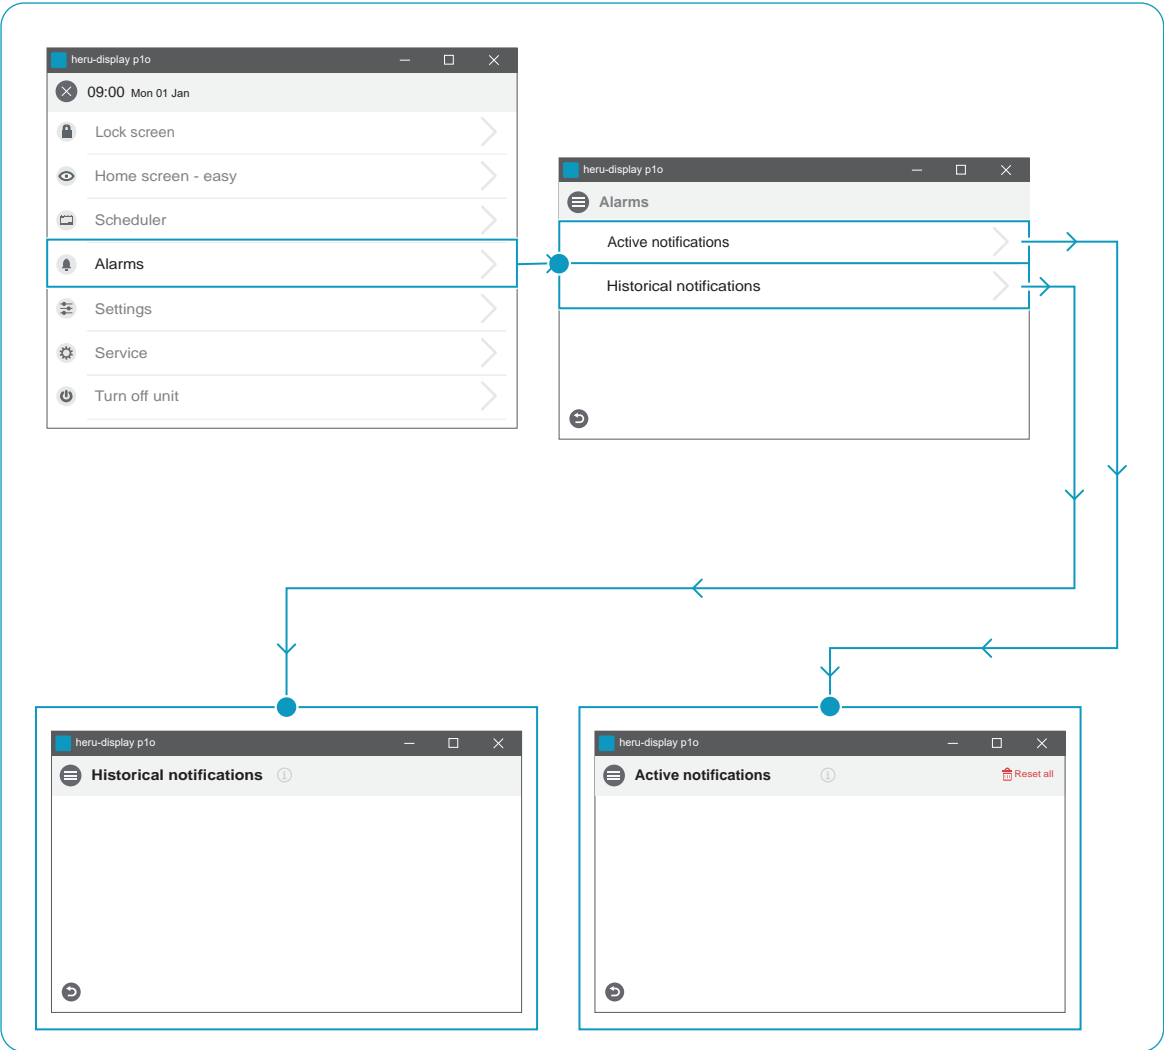 heru-display p1o
09:00 Mon 01 Jan
Lock screen
Home screen - easy
Scheduler
Alarms
Settings
Service
Turn off unit
heru-display p1o
Alarms
Active notifications
Historical notifications
heru-display p1o
Historical notifications
heru-display p1o
Active notifications
Reset all